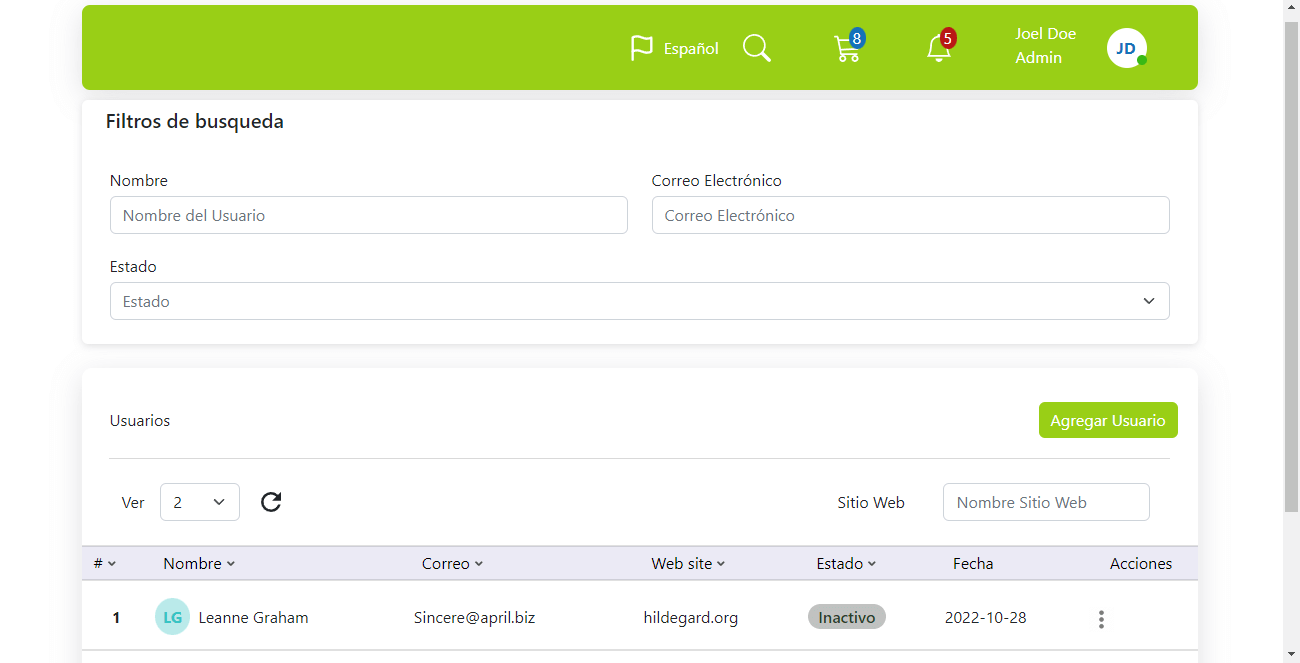 Español
8
5
Joel Doe
Admin
JD
Filtros de busqueda
Nombre
Correo Electrónico
Nombre del Usuario
Correo Electrónico
Estado
Estado
Usuarios
Agregar Usuario
Ver
2
Sitio Web
Nombre Sitio Web
# Nombre Correo Web site Estado Fecha Acciones
1 LG Leanne Graham Sincere@april.biz hildegard.org Inactivo 2022-10-28